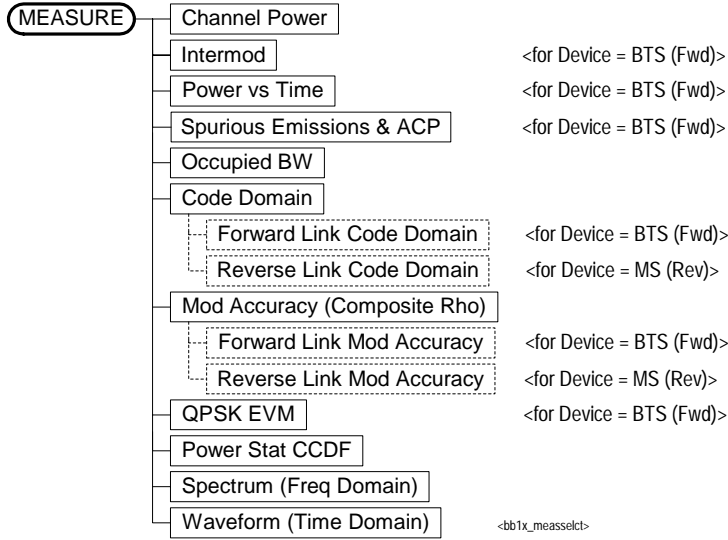 MEASURE
Channel Power
Intermod <for Device = BTS (Fwd)>
Power vs Time <for Device = BTS (Fwd)>
Spurious Emissions & ACP <for Device = BTS (Fwd)>
Occupied BW
Code Domain
Forward Link Code Domain <for Device = BTS (Fwd)>
Reverse Link Code Domain <for Device = MS (Rev)>
Mod Accuracy (Composite Rho)
Forward Link Mod Accuracy <for Device = BTS (Fwd)>
Reverse Link Mod Accuracy <for Device = MS (Rev)>
QPSK EVM <for Device = BTS (Fwd)>
Power Stat CCDF
Spectrum (Freq Domain)
Waveform (Time Domain) <bb1x_measselct>